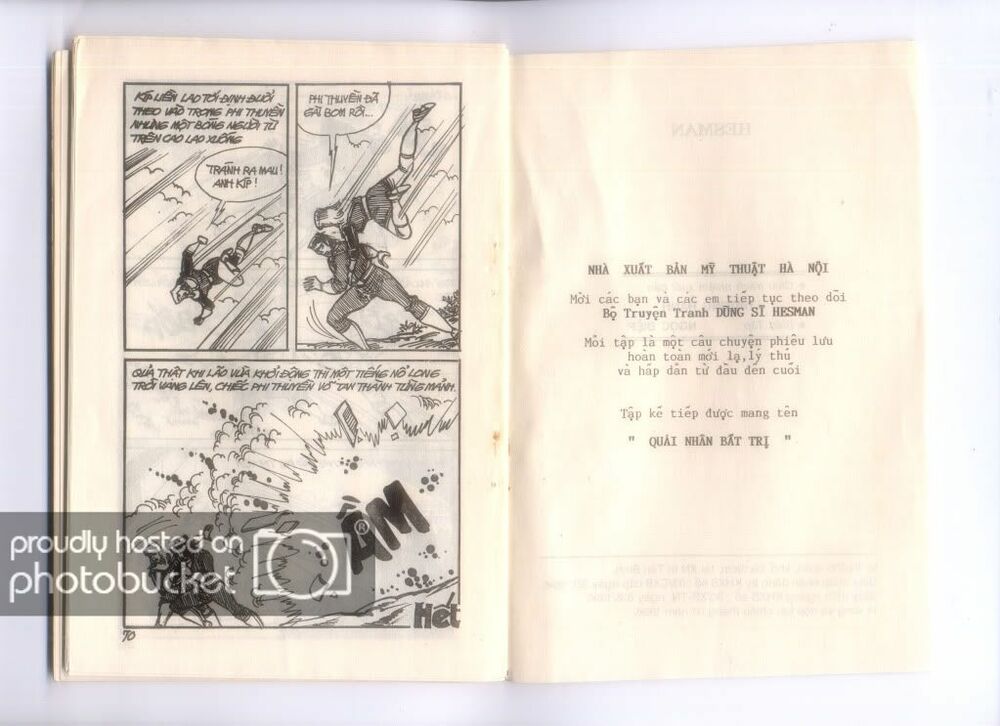 KÍP LIỀN LAO TỚI ĐỊNH ĐUỔI
THEO VÀO TRONG PHI THUYỀN
NHƯNG MỘT BÓNG NGƯỜI TỪ
TRÊN CAO LAO XUỐNG
TRÁNH RA MAU!
ANH KÍP!
PHI THUYỀN ĐÃ
GÀI BOM RỒI...
QUẢ THẬT KHI LÃO VỪA KHỞI ĐỘNG THÌ MỘT TIẾNG NỔ LONG
TRỜI VANG LÊN, CHIẾC PHI THUYỀN VỠ TAN THÀNH TỪNG MẢNH.
ẦM
Hết
70
NHÀ XUẤT BẢN MỸ THUẬT HÀ NỘI
Mời các bạn và các em tiếp tục theo dõi
Bộ Truyện Tranh DŨNG SĨ HESMAN
Mỗi tập là một câu chuyện phiêu lưu
hoàn toàn mới lạ,lý thú
và hấp dẫn từ đầu đến cuối
Tập kế tiếp được mang tên
" QUÁI NHÂN BẤT TRỊ "
HESMAN
proudly hosted on
photobucket